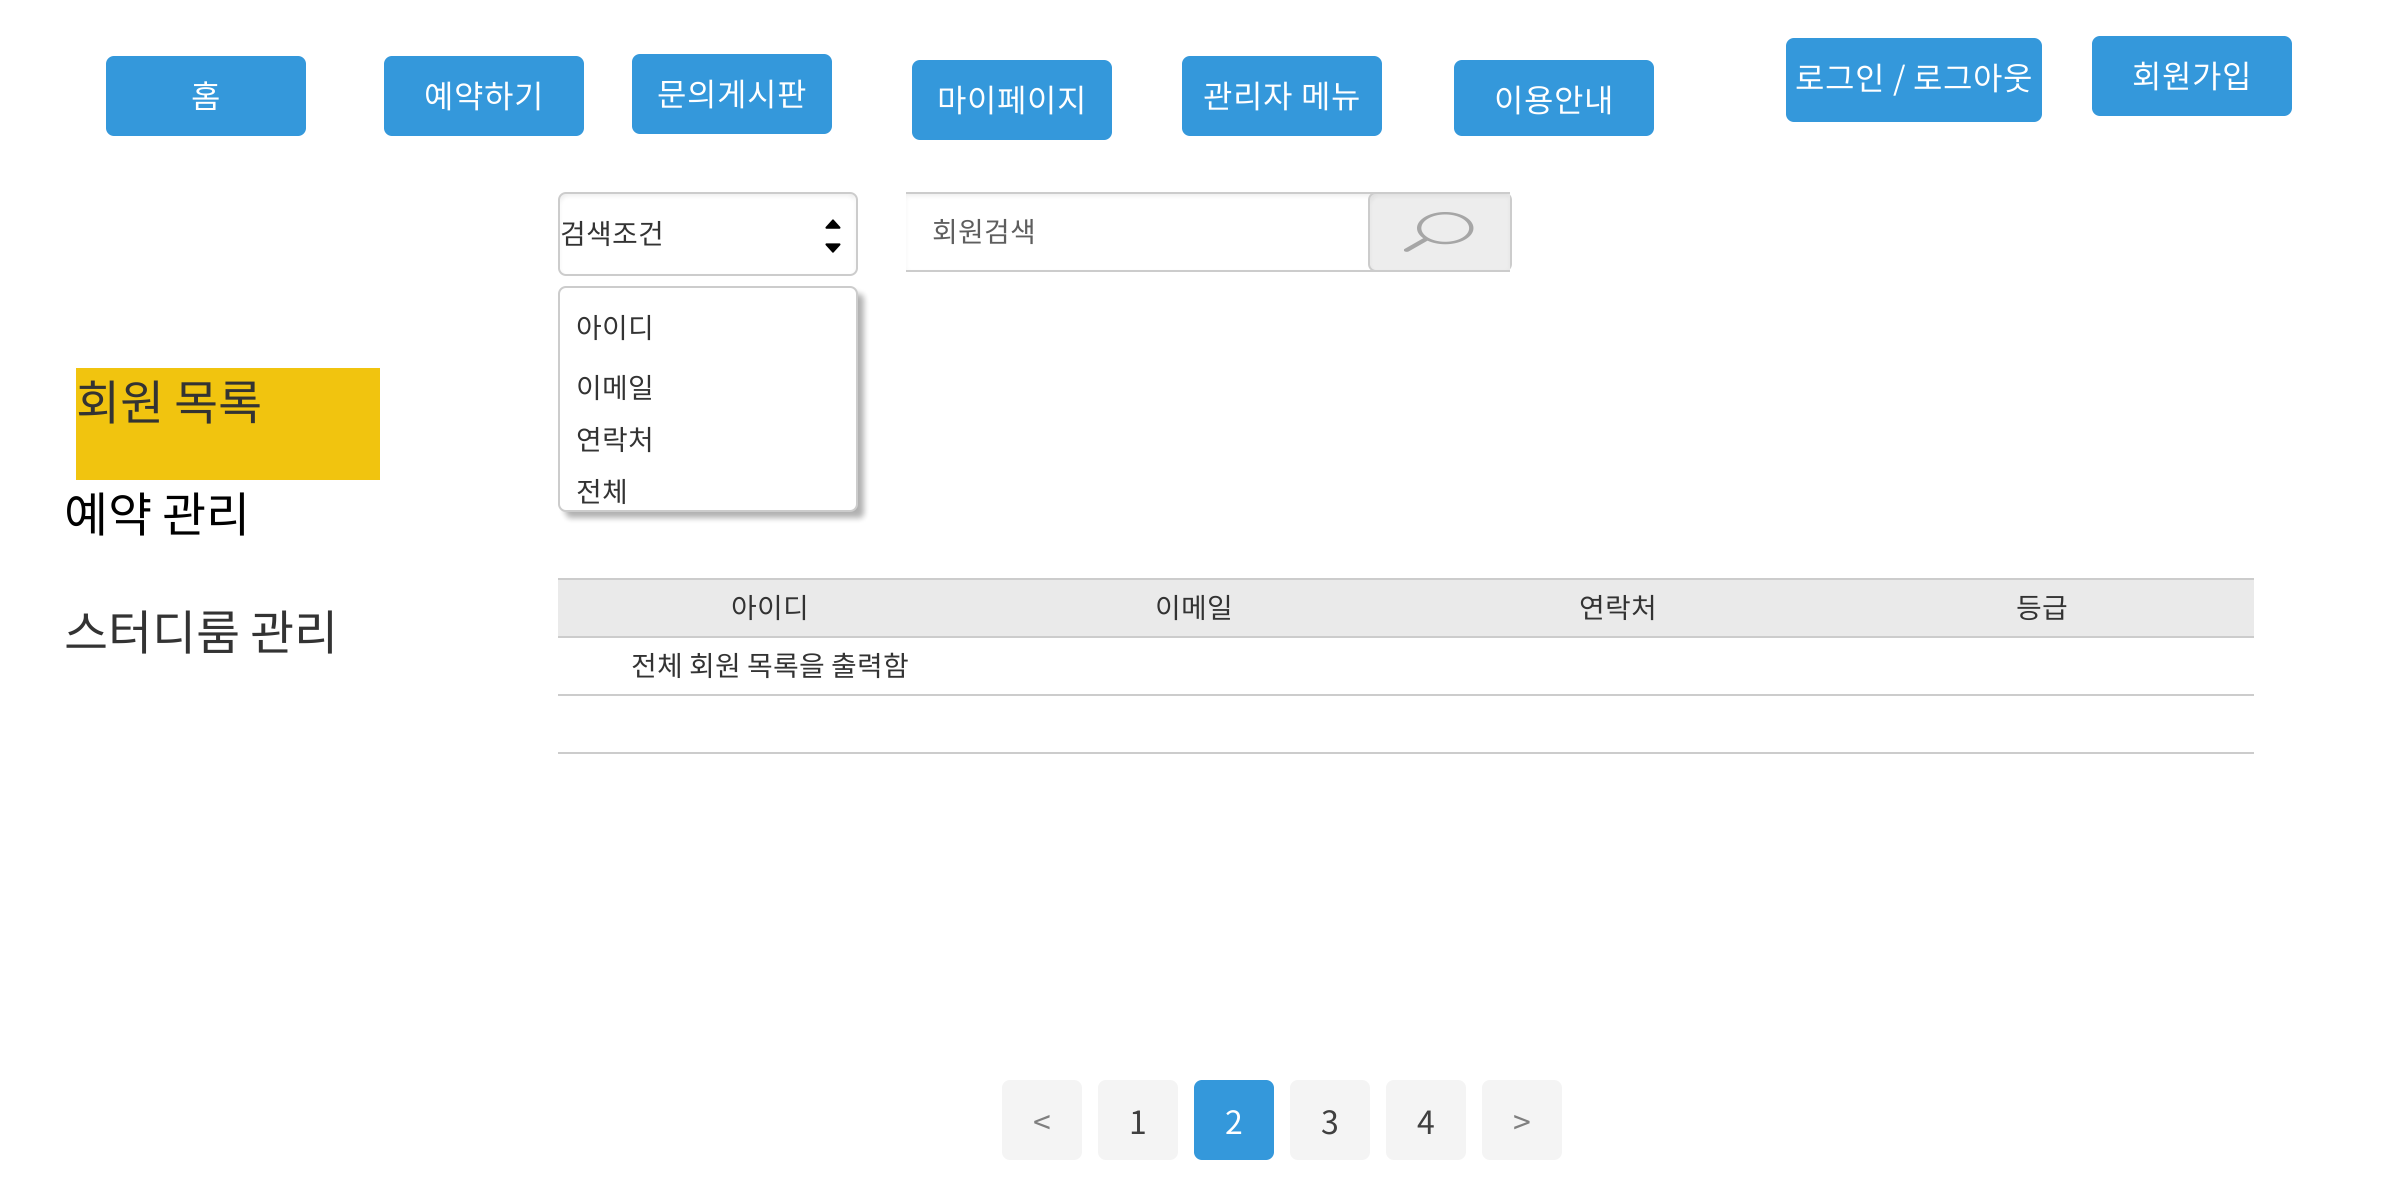 홈
예약하기
문의게시판
마이페이지
관리자 메뉴
이용안내
로그인 / 로그아웃
회원가입
검색조건
회원검색
아이디
이메일
연락처
전체
회원 목록
예약 관리
스터디룸 관리
아이디 이메일 연락처 등급
전체 회원 목록을 출력함
< 1 2 3 4 >